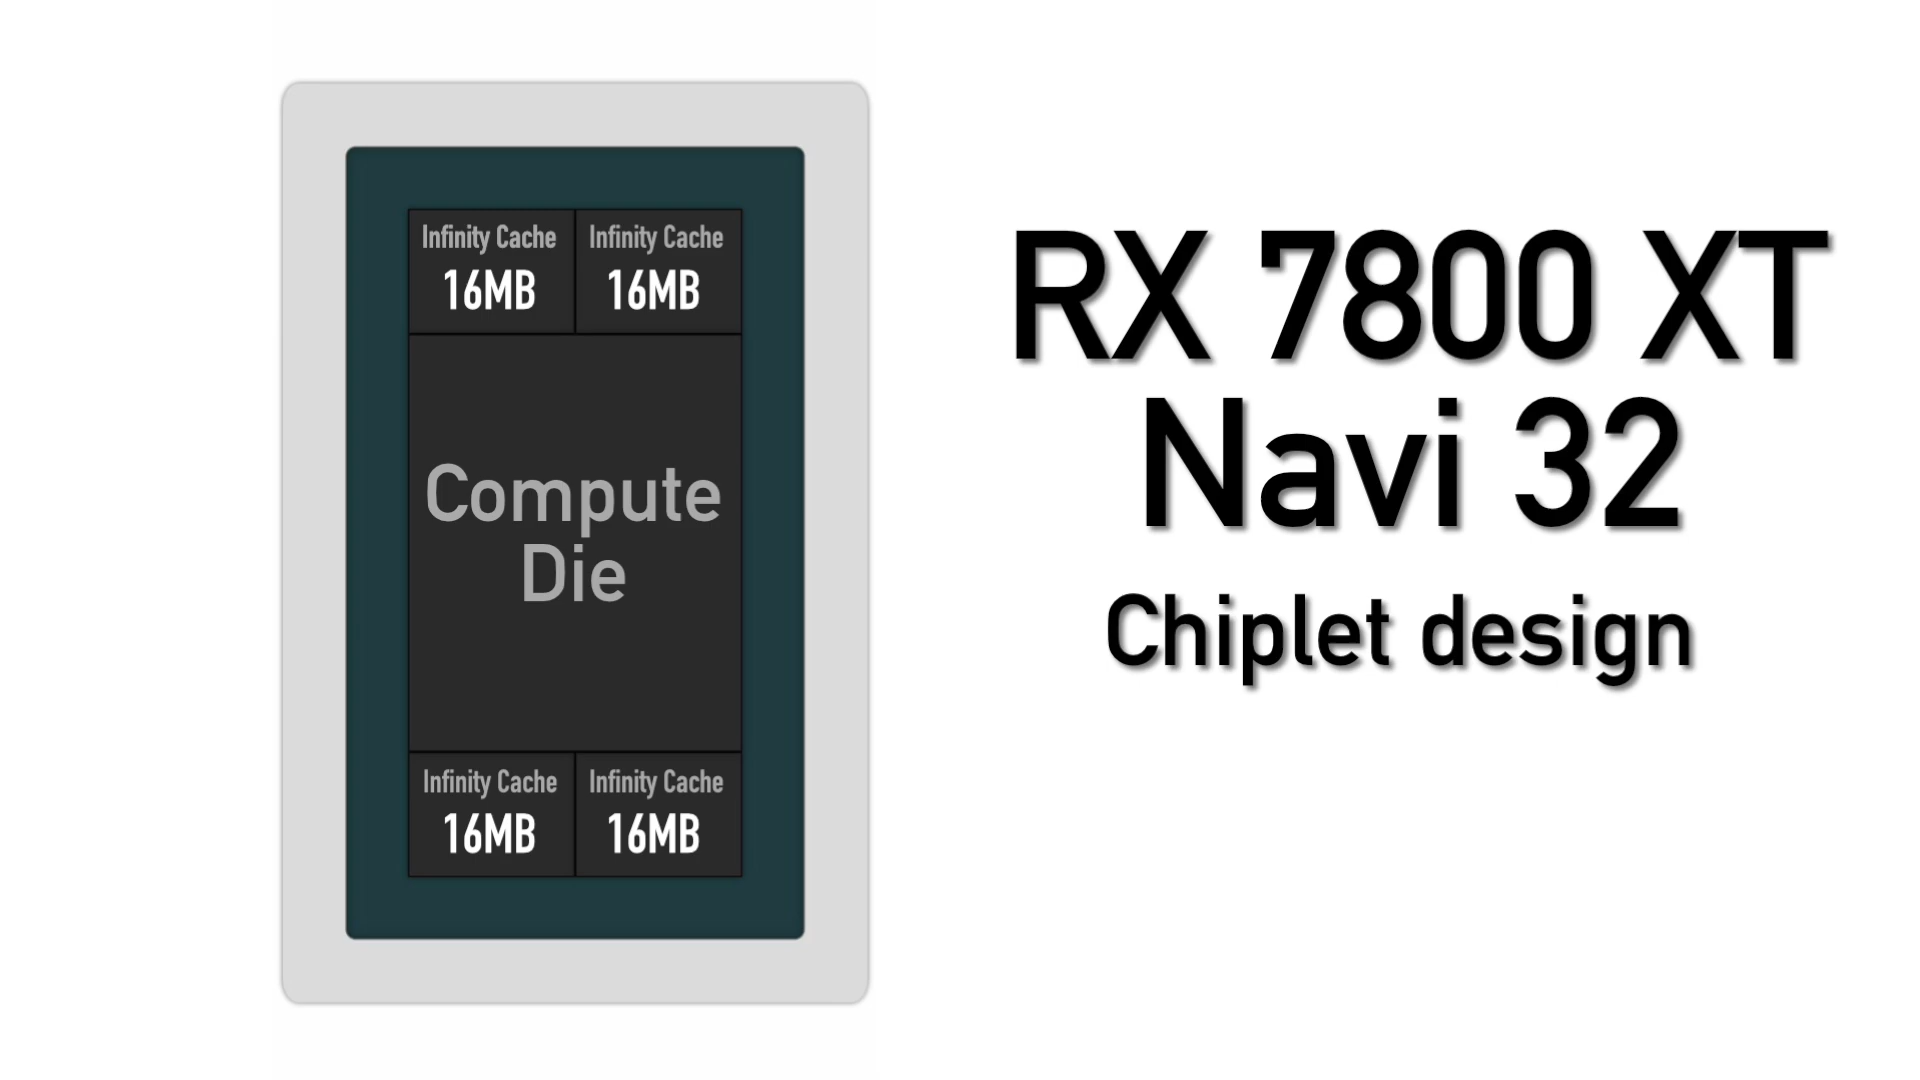 Infinity Cache
16MB
Infinity Cache
16MB
Compute
Die
Infinity Cache
16MB
Infinity Cache
16MB
RX 7800 XT
Navi 32
Chiplet design